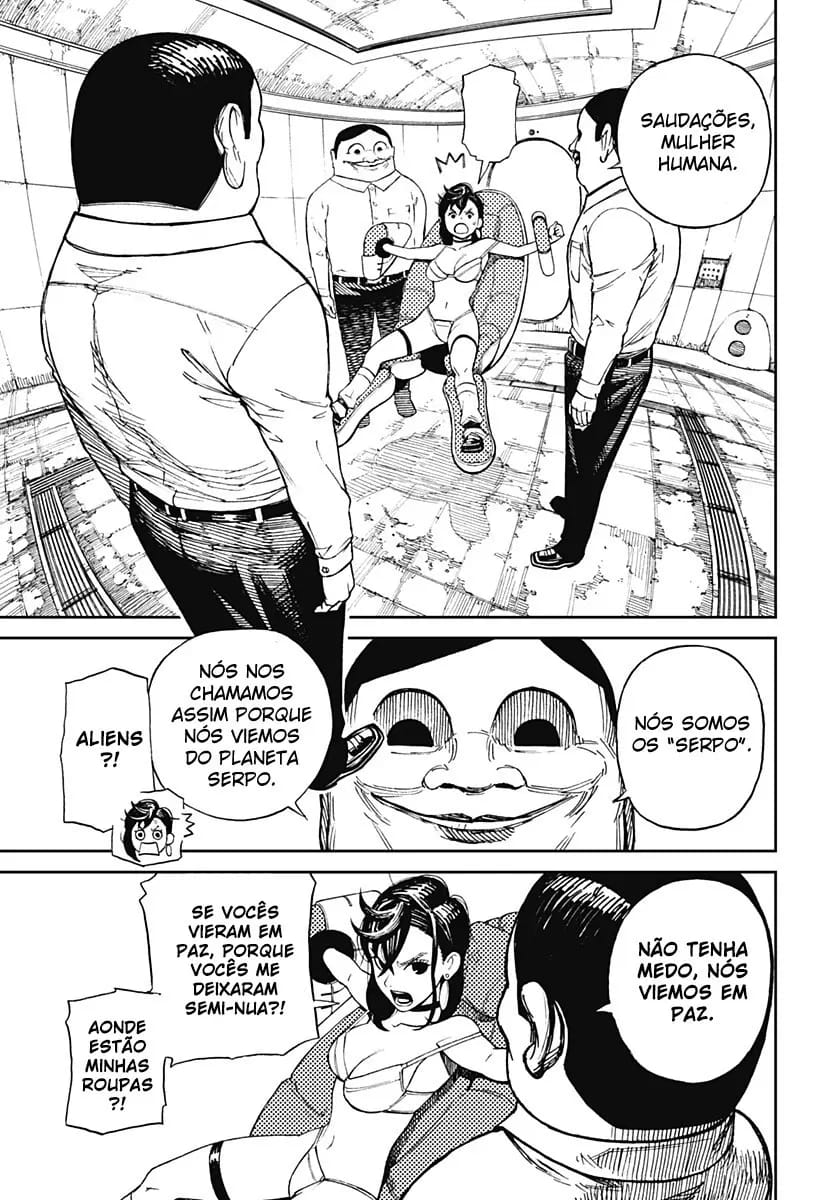 SAUDAÇÕES,
MULHER
HUMANA.
NÓS SOMOS
OS "SERPO".
NÓS NOS
CHAMAMOS
ASSIM PORQUE
NÓS VIEMOS
DO PLANETA
SERPO.
ALIENS
?!
NÃO TENHA
MEDO, NÓS
VIEMOS EM
PAZ.
SE VOCÊS
VIERAM EM
PAZ, PORQUE
VOCÊS ME
DEIXARAM
SEMI-NUA?!
AONDE
ESTÃO
MINHAS
ROUPAS
?!